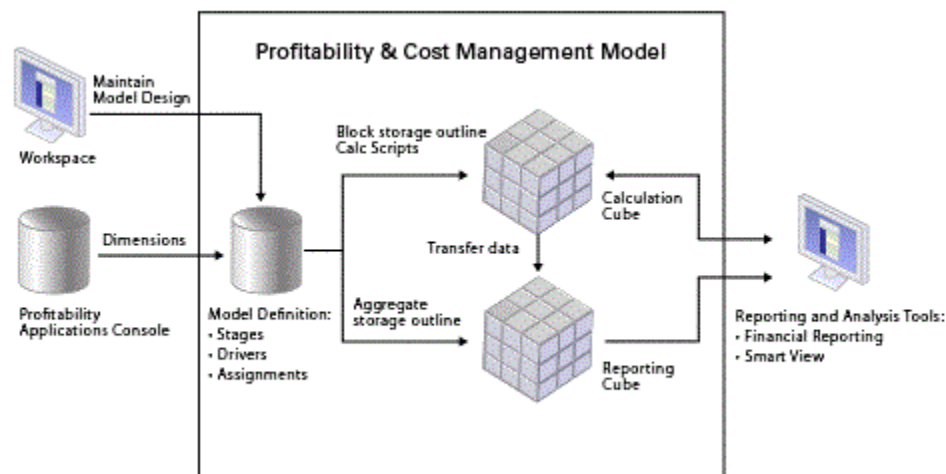 Profitability & Cost Management Model
Maintain
Model Design
Workspace
Block storage outline
Calc Scripts
Calculation
Cube
Dimensions
Transfer data
Profitability
Applications Console
Model Definition:
• Stages
• Drivers
• Assignments
Aggregate
storage outline
Reporting
Cube
Reporting and Analysis Tools:
• Financial Reporting
• Smart View